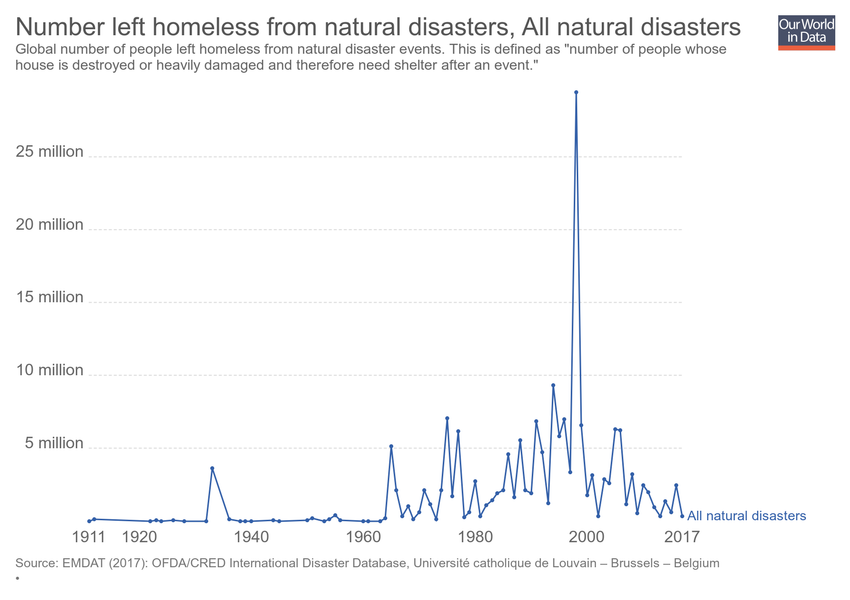 Number left homeless from natural disasters, All natural disasters
Our World
in Data
Global number of people left homeless from natural disaster events. This is defined as "number of people whose
house is destroyed or heavily damaged and therefore need shelter after an event."
25 million
20 million
15 million
10 million
5 million
All natural disasters
1911 1920 1940 1960 1980 2000 2017
Source: EMDAT (2017): OFDA/CRED International Disaster Database, Université catholique de Louvain – Brussels – Belgium
•